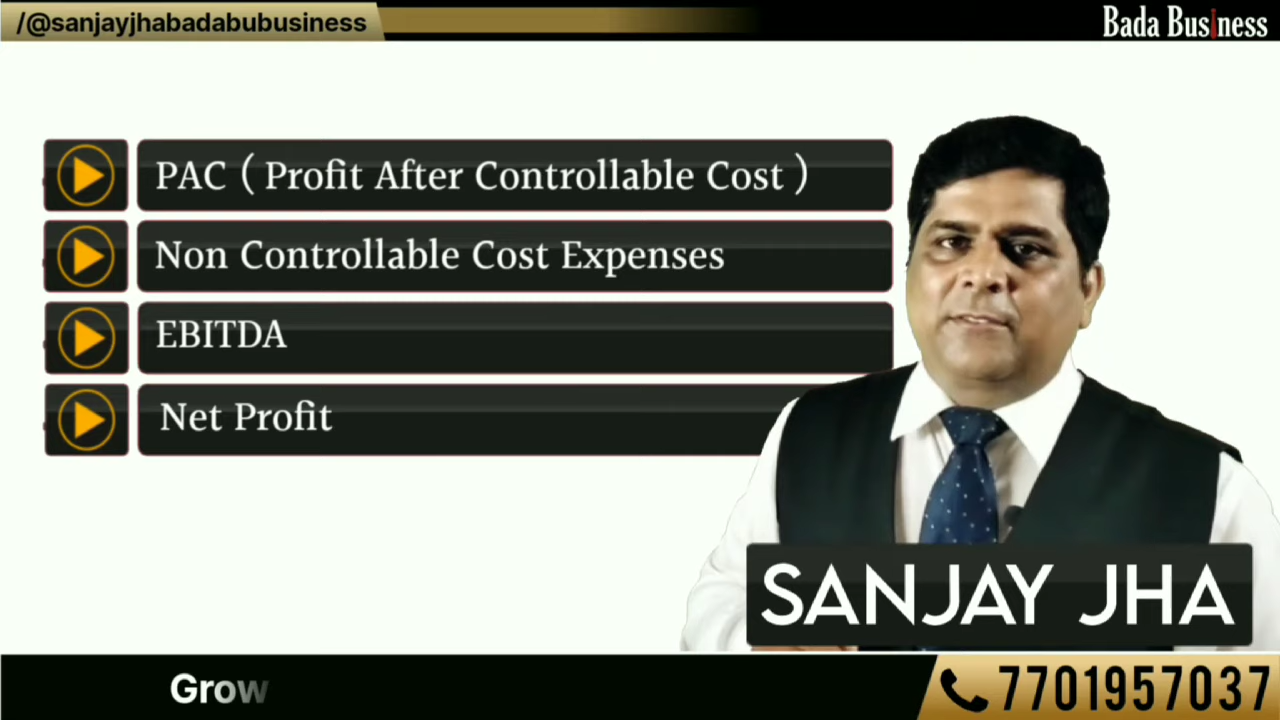 /@sanjayjhabadabubusiness
Bada Business
PAC ( Profit After Controllable Cost )
Non Controllable Cost Expenses
EBITDA
Net Profit
SANJAY JHA
Grow
7701957037